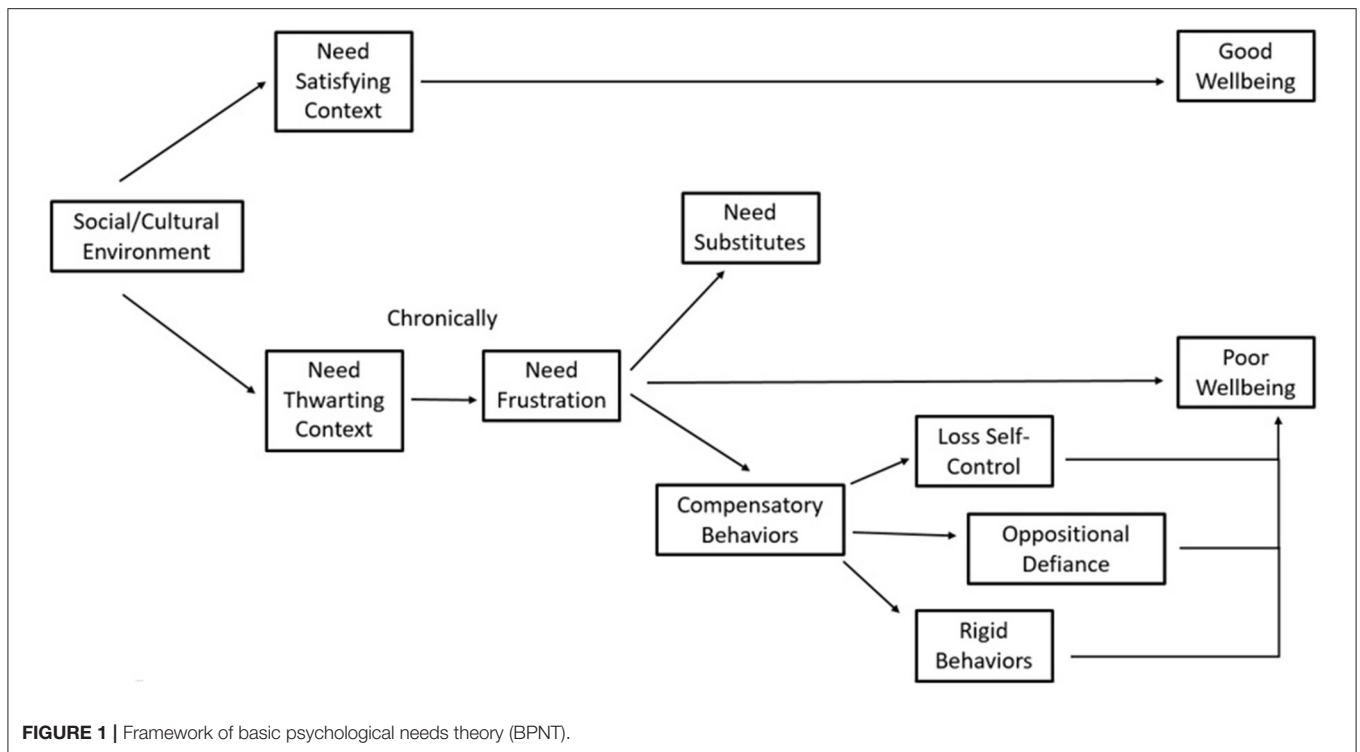 Need
Satisfying
Context
Good
Wellbeing
Social/Cultural
Environment
Need
Substitutes
Chronically
Need
Thwarting
Context
Need
Frustration
Poor
Wellbeing
Loss Self-
Control
Compensatory
Behaviors
Oppositional
Defiance
Rigid
Behaviors
FIGURE 1 | Framework of basic psychological needs theory (BPNT).